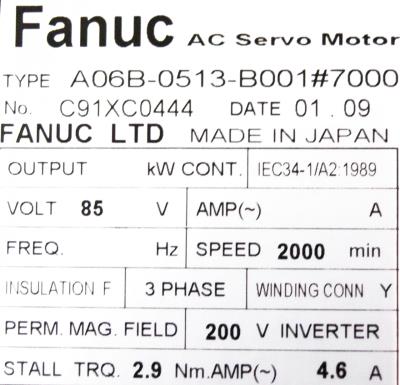 Fanuc AC Servo Motor
TYPE A06B-0513-B001#7000
No. C91XC0444 DATE 01.09
FANUC LTD MADE IN JAPAN
OUTPUT kW CONT. IEC34-1/A2:1989
VOLT 85 V AMP(~) A
FREQ. Hz SPEED 2000 min
INSULATION F 3 PHASE WINDING CONN Y
PERM. MAG. FIELD 200 V INVERTER
STALL TRQ. 2.9 Nm.AMP(~) 4.6 A